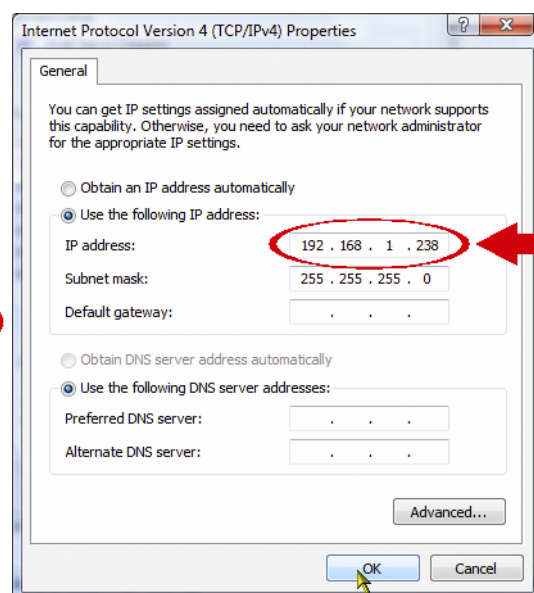 Internet Protocol Version 4 (TCP/IPv4) Properties
General
You can get IP settings assigned automatically if your network supports
this capability. Otherwise, you need to ask your network administrator
for the appropriate IP settings.
Obtain an IP address automatically
Use the following IP address:
IP address: 192 . 168 . 1 . 238
Subnet mask: 255 . 255 . 255 . 0
Default gateway: . . .
Obtain DNS server address automatically
Use the following DNS server addresses:
Preferred DNS server: . . .
Alternate DNS server: . . .
Advanced...
OK Cancel